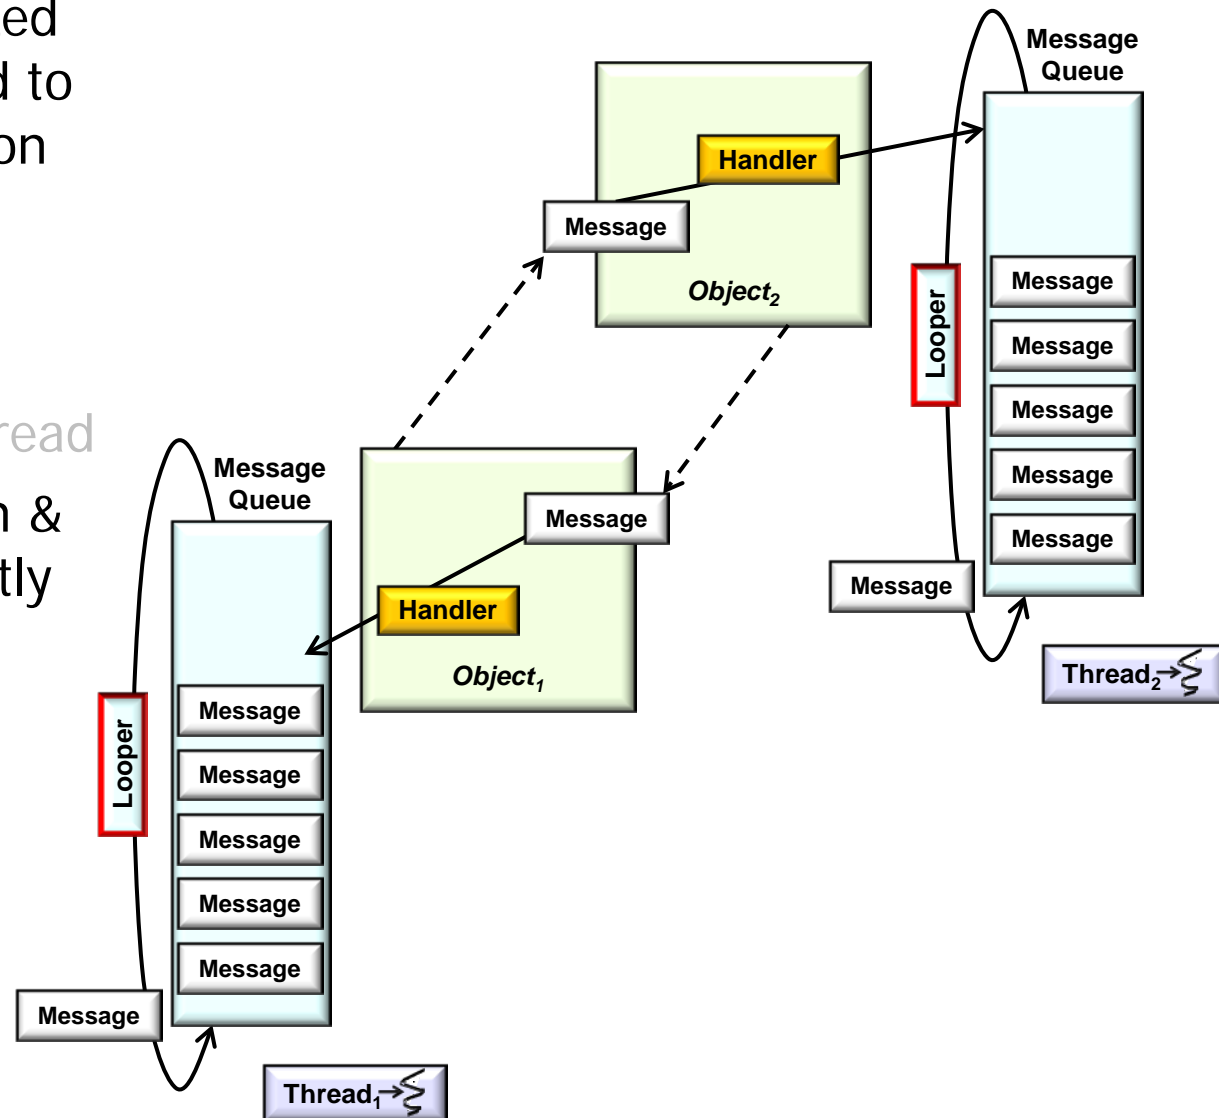 ed
d to
on
read
n &
tly
Message
Queue
Handler
Message
Object2
Looper
Message
Message
Message
Message
Message
Message
Thread2
Message
Queue
Message
Handler
Object1
Looper
Message
Message
Message
Message
Message
Message
Thread1